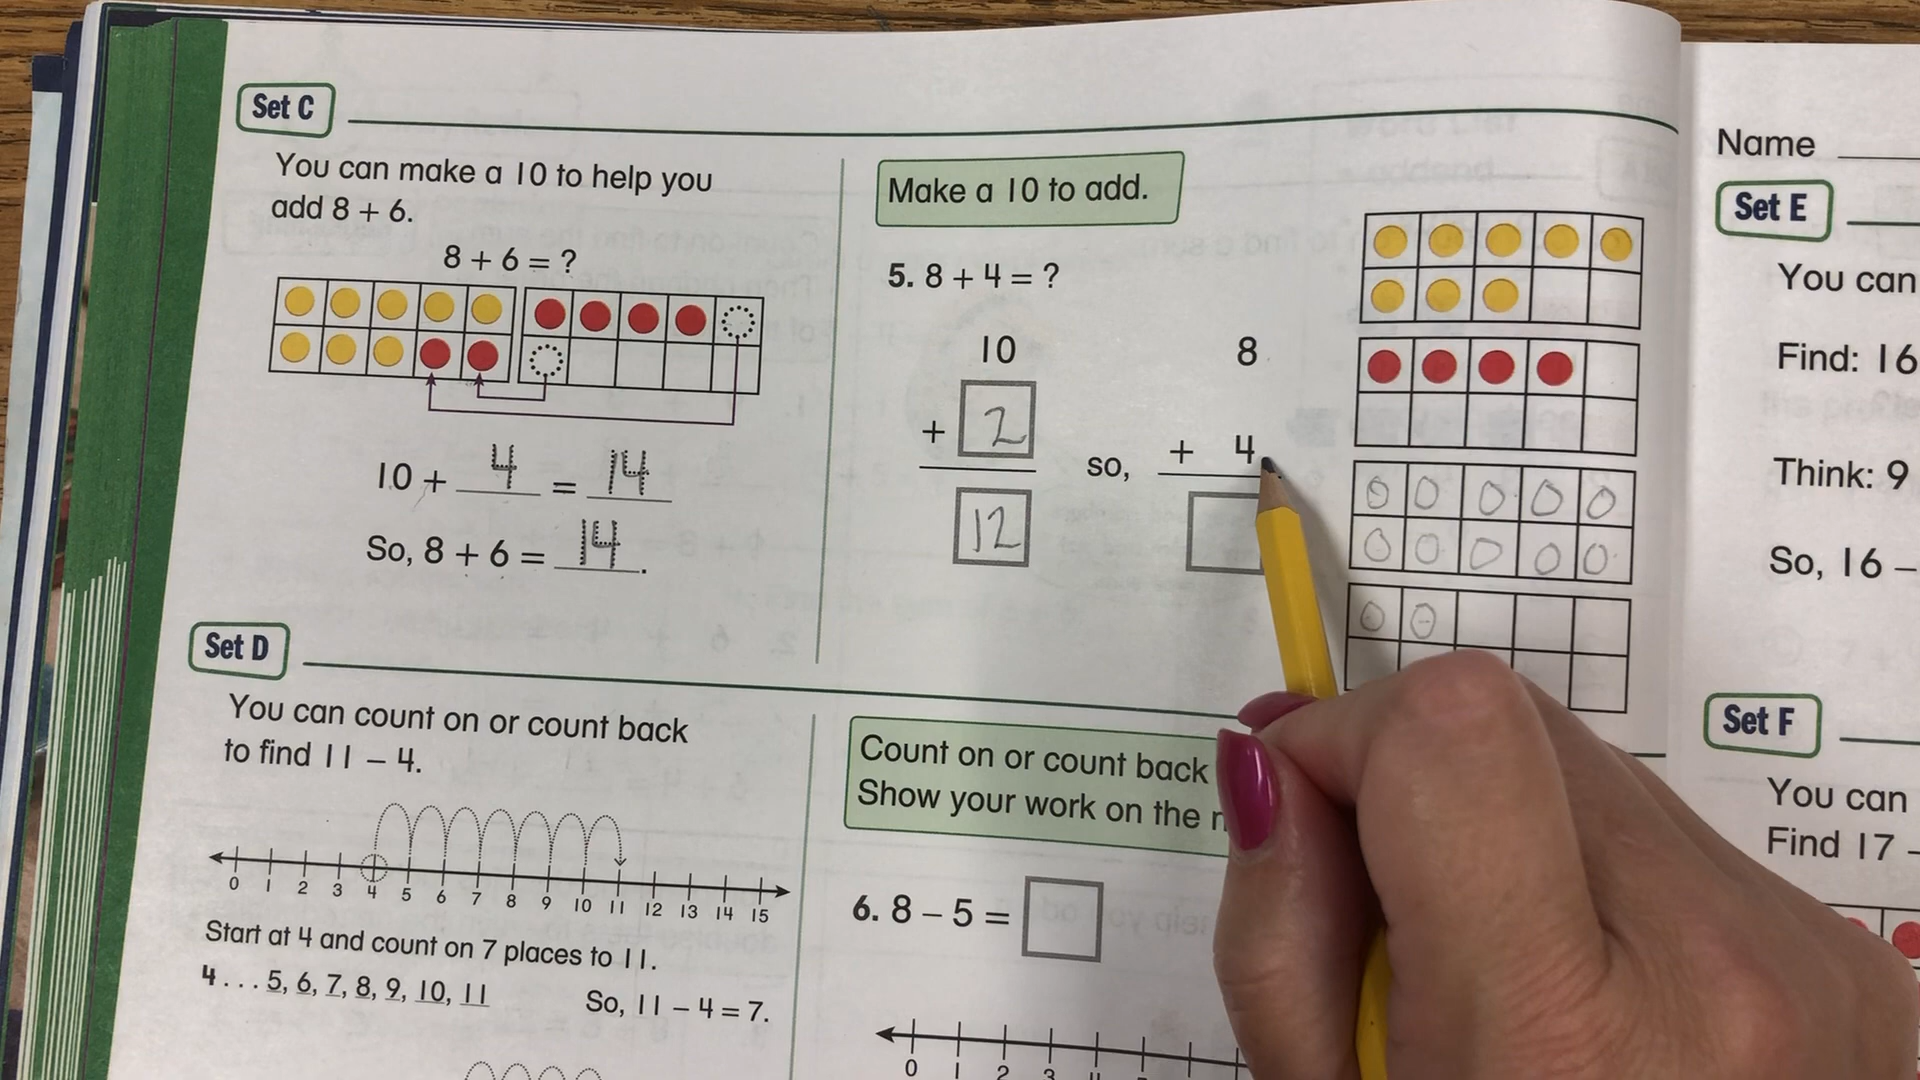 Set C
You can make a 10 to help you
add 8 + 6.
8 + 6 = ?
10 + 4 = 14
So, 8 + 6 = 14.
Make a 10 to add.
5. 8 + 4 = ?
10
+ 2
12
so,
8
+ 4
Set D
You can count on or count back
to find 11 – 4.
0 1 2 3 4 5 6 7 8 9 10 11 12 13 14 15
Start at 4 and count on 7 places to 11.
4 . . . 5, 6, 7, 8, 9, 10, 11
So, 11 – 4 = 7.
Count on or count back
Show your work on the
6. 8 – 5 =
0 1 2 3
Name
Set E
You can
Find: 16
Think: 9
So, 16 –
Set F
You can
Find 17 –